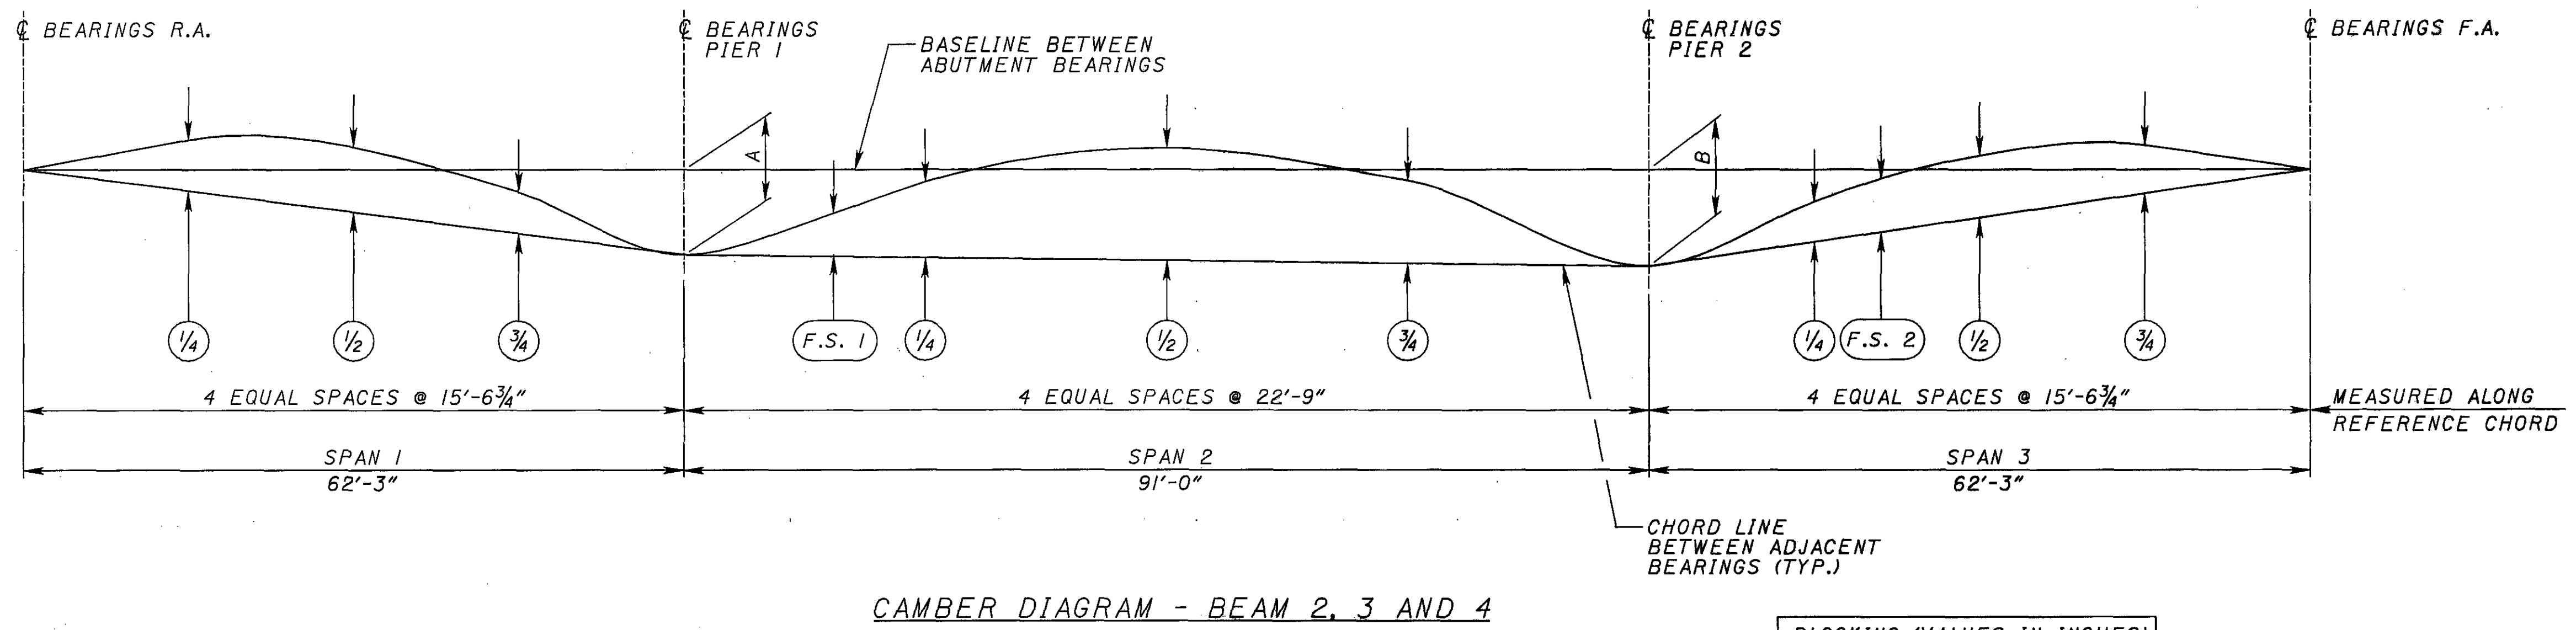 ℄ BEARINGS R.A.
℄ BEARINGS
PIER 1
BASELINE BETWEEN
ABUTMENT BEARINGS
℄ BEARINGS
PIER 2
℄ BEARINGS F.A.
A
B
1/4
1/2
3/4
F.S. 1
1/4
1/2
3/4
1/4
F.S. 2
1/2
3/4
4 EQUAL SPACES @ 15'-6¾"
4 EQUAL SPACES @ 22'-9"
4 EQUAL SPACES @ 15'-6¾"
MEASURED ALONG
REFERENCE CHORD
SPAN 1
62'-3"
SPAN 2
91'-0"
SPAN 3
62'-3"
CHORD LINE
BETWEEN ADJACENT
BEARINGS (TYP.)
CAMBER DIAGRAM - BEAM 2, 3 AND 4
BLOCKING (VALUES IN INCHES)